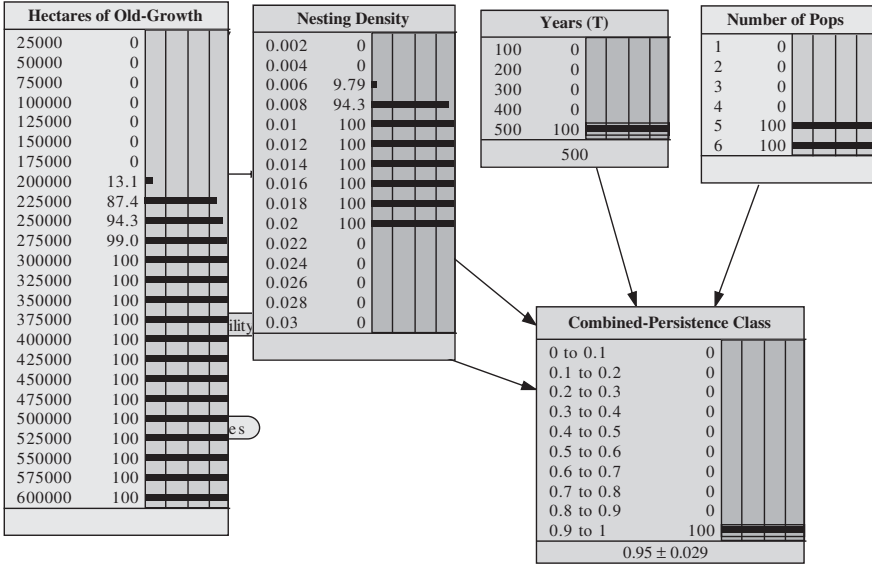 Hectares of Old-Growth
25000 0
50000 0
75000 0
100000 0
125000 0
150000 0
175000 0
200000 13.1
225000 87.4
250000 94.3
275000 99.0
300000 100
325000 100
350000 100
375000 100
400000 100
425000 100
450000 100
475000 100
500000 100
525000 100
550000 100
575000 100
600000 100
ility
es
Nesting Density
0.002 0
0.004 0
0.006 9.79
0.008 94.3
0.01 100
0.012 100
0.014 100
0.016 100
0.018 100
0.02 100
0.022 0
0.024 0
0.026 0
0.028 0
0.03 0
Years (T)
100 0
200 0
300 0
400 0
500 100
500
Number of Pops
1 0
2 0
3 0
4 0
5 100
6 100
Combined-Persistence Class
0 to 0.1 0
0.1 to 0.2 0
0.2 to 0.3 0
0.3 to 0.4 0
0.4 to 0.5 0
0.5 to 0.6 0
0.6 to 0.7 0
0.7 to 0.8 0
0.8 to 0.9 0
0.9 to 1 100
0.95 ± 0.029